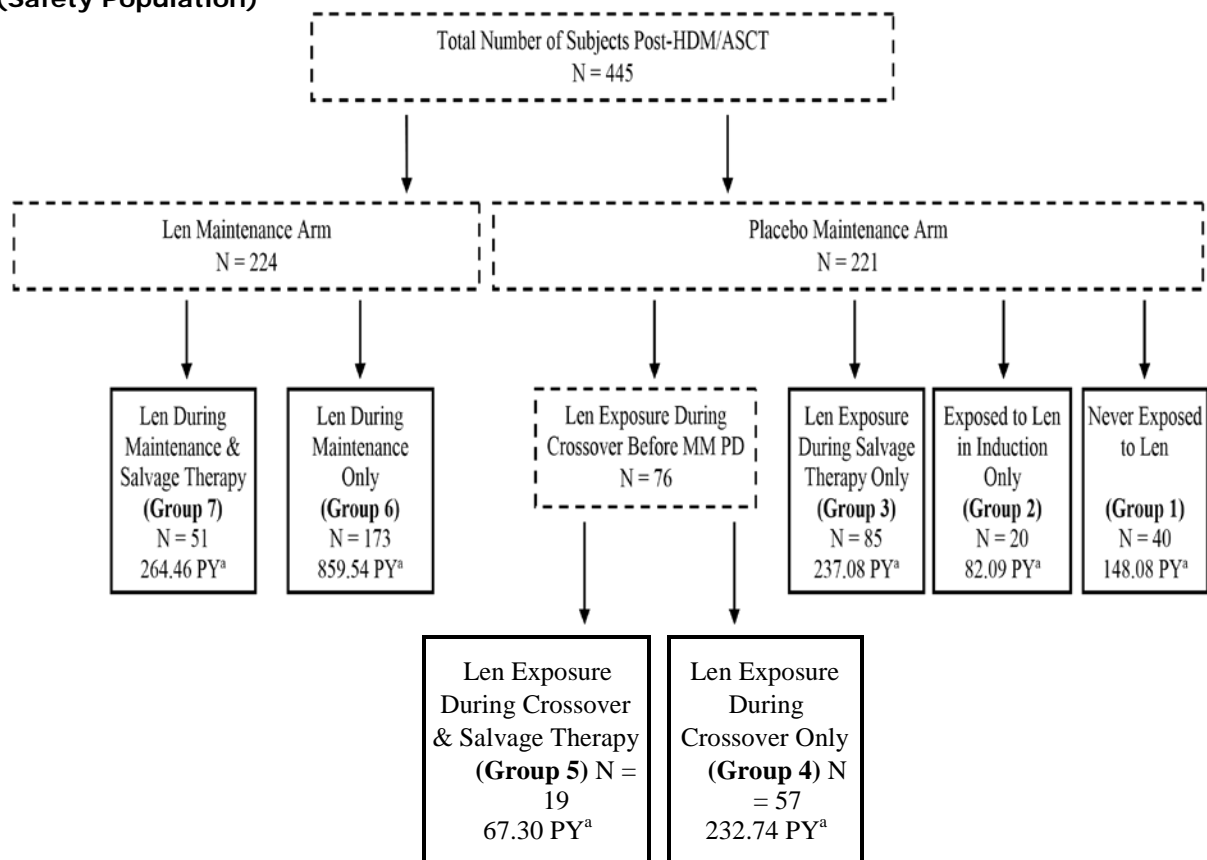 (Safety Population)
Total Number of Subjects Post-HDM/ASCT
N = 445
Len Maintenance Arm
N = 224
Placebo Maintenance Arm
N = 221
Len During
Maintenance &
Salvage Therapy
(Group 7)
N = 51
264.46 PYa
Len During
Maintenance
Only
(Group 6)
N = 173
859.54 PYa
Len Exposure During
Crossover Before MM PD
N = 76
Len Exposure
During Salvage
Therapy Only
(Group 3)
N = 85
237.08 PYa
Exposed to Len
in Induction
Only
(Group 2)
N = 20
82.09 PYa
Never Exposed
to Len
(Group 1)
N = 40
148.08 PYa
Len Exposure
During Crossover
& Salvage Therapy
(Group 5) N =
19
67.30 PYa
Len Exposure
During
Crossover Only
(Group 4) N
= 57
232.74 PYa